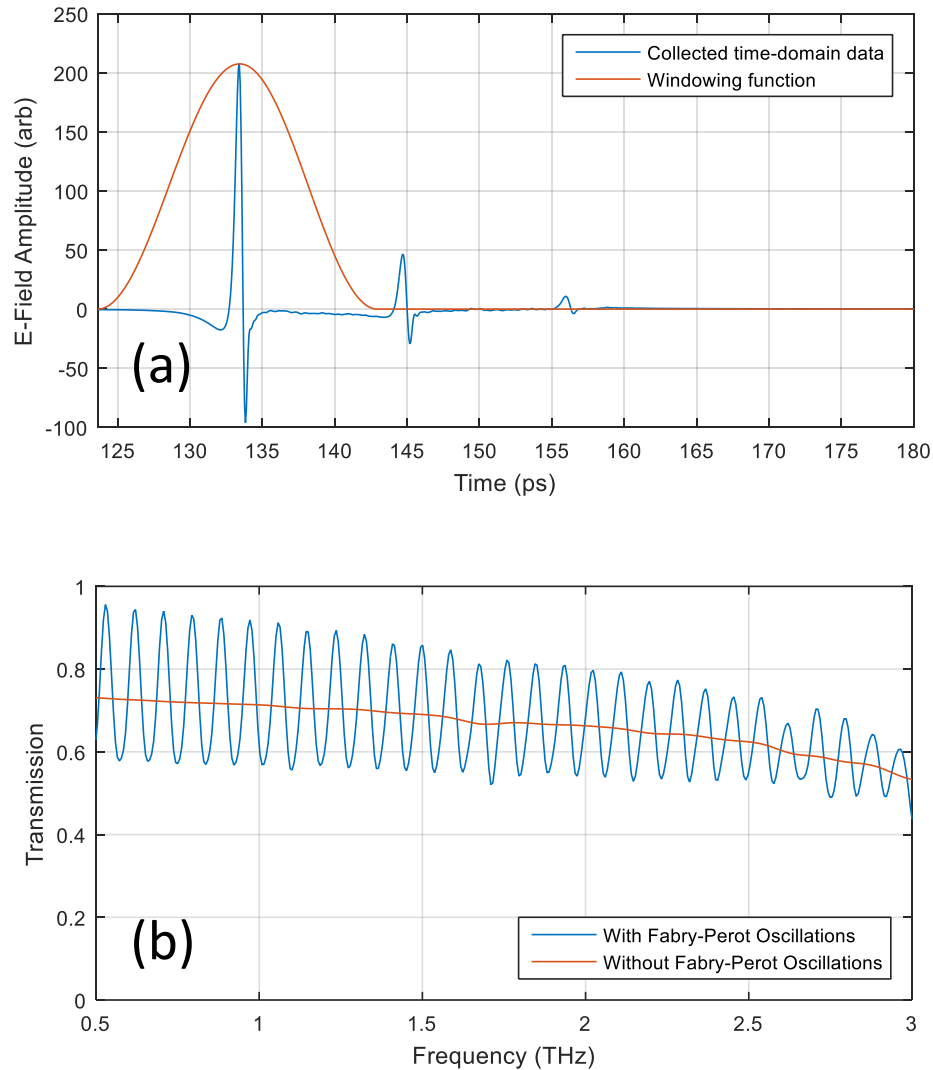 250
200
150
100
50
0
-50
-100
E-Field Amplitude (arb)
Collected time-domain data
Windowing function
(a)
125 130 135 140 145 150 155 160 165 170 175 180
Time (ps)
1
0.8
0.6
0.4
0.2
0
Transmission
(b)
With Fabry-Perot Oscillations
Without Fabry-Perot Oscillations
0.5 1 1.5 2 2.5 3
Frequency (THz)